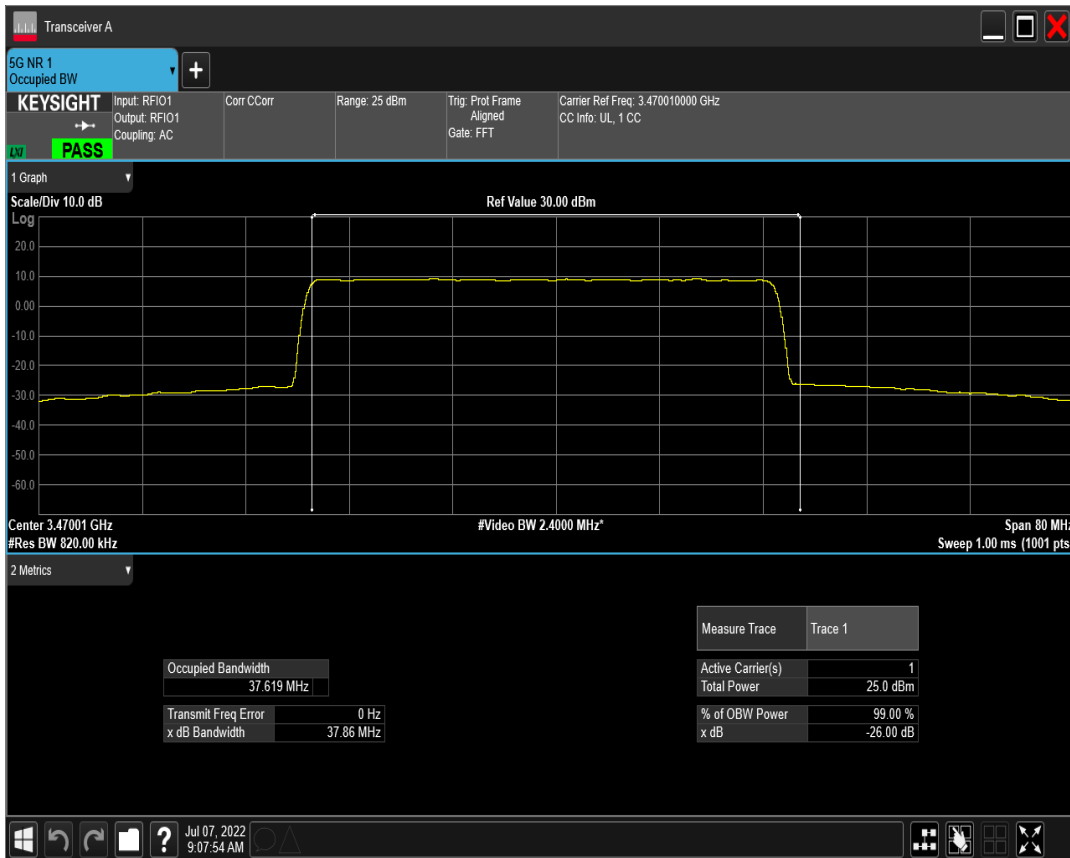 Transceiver A
5G NR 1
Occupied BW
KEYSIGHT
LXI
PASS
Input: RFIO1
Output: RFIO1
Coupling: AC
Corr CCorr
Range: 25 dBm
Trig: Prot Frame
Aligned
Gate: FFT
Carrier Ref Freq: 3.470010000 GHz
CC Info: UL, 1 CC
1 Graph
Scale/Div 10.0 dB
Ref Value 30.00 dBm
Log
20.0
10.0
0.00
-10.0
-20.0
-30.0
-40.0
-50.0
-60.0
Center 3.47001 GHz
#Video BW 2.4000 MHz*
Span 80 MHz
#Res BW 820.00 kHz
Sweep 1.00 ms (1001 pts
2 Metrics
Measure Trace Trace 1
Occupied Bandwidth
37.619 MHz
Active Carrier(s) 1
Total Power 25.0 dBm
Transmit Freq Error 0 Hz
x dB Bandwidth 37.86 MHz
% of OBW Power 99.00 %
x dB -26.00 dB
?
Jul 07, 2022
9:07:54 AM